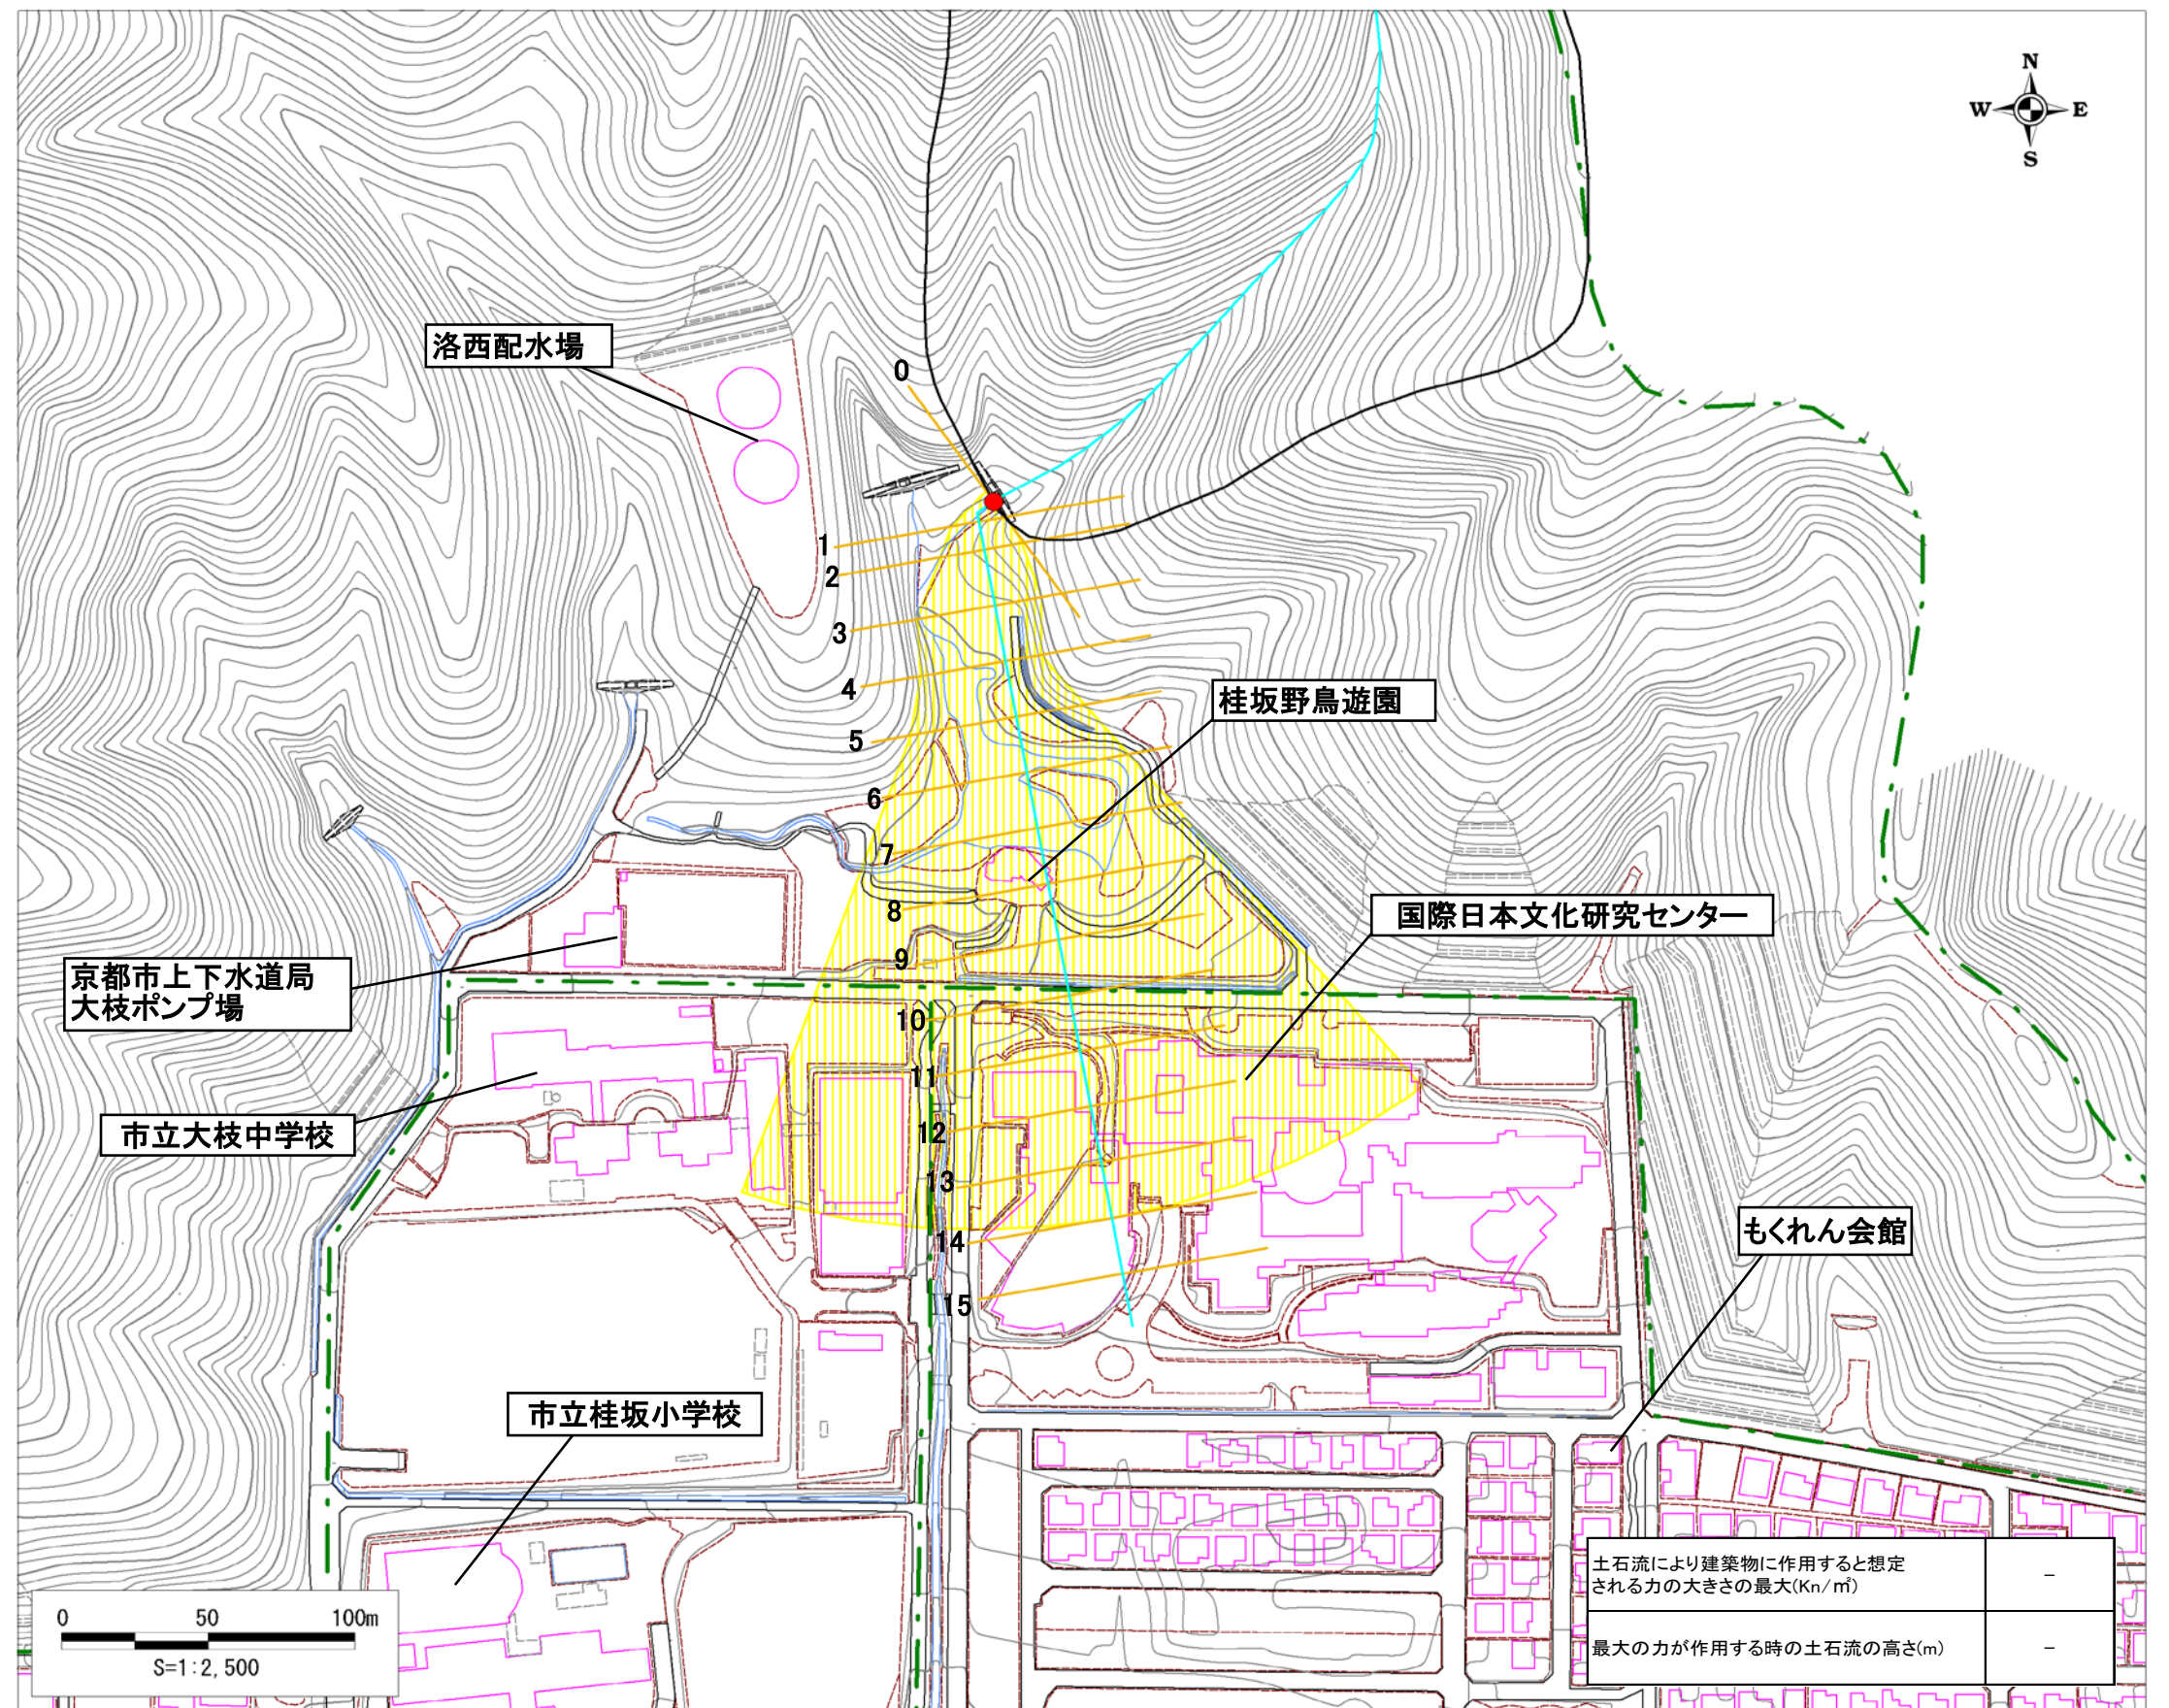 N
W E
S
洛西配水場
0
1
2
3
4
桂坂野鳥遊園
5
6
7
8
国際日本文化研究センター
9
京都市上下水道局
大枝ポンプ場
10
11
市立大枝中学校
12
13
もくれん会館
14
15
市立桂坂小学校
土石流により建築物に作用すると想定
される力の大きさの最大(Kn/㎡)
－
最大の力が作用する時の土石流の高さ(m)
－
0 50 100m
S=1:2,500